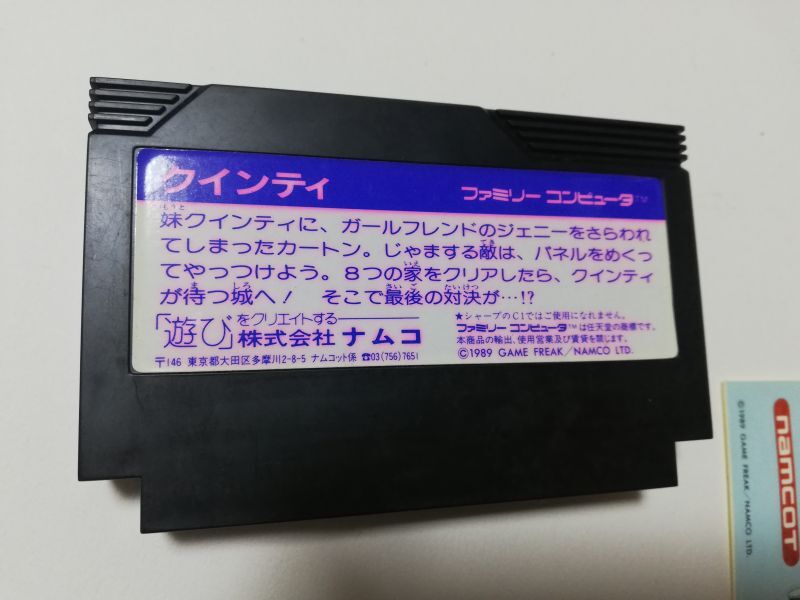 クインティ
ファミリー コンピュータ™
妹クインティに、ガールフレンドのジェニーをさらわれ
てしまったカートン。じゃまする敵は、パネルをめくっ
てやっつけよう。8つの家をクリアしたら、クインティ
が待つ城へ! そこで最後の対決が…!?
「遊び」をクリエイトする
株式会社 ナムコ
〒146 東京都大田区多摩川2-8-5 ナムコット係 ☎03(756)7651
★シャープのC1ではご使用になれません。
ファミリー コンピュータ™は任天堂の商標です。
本商品の輸出、使用営業及び賃貸を禁じます。
©1989 GAME FREAK/NAMCO LTD.
namcot
©1989 GAME FREAK/NAMCO LTD.